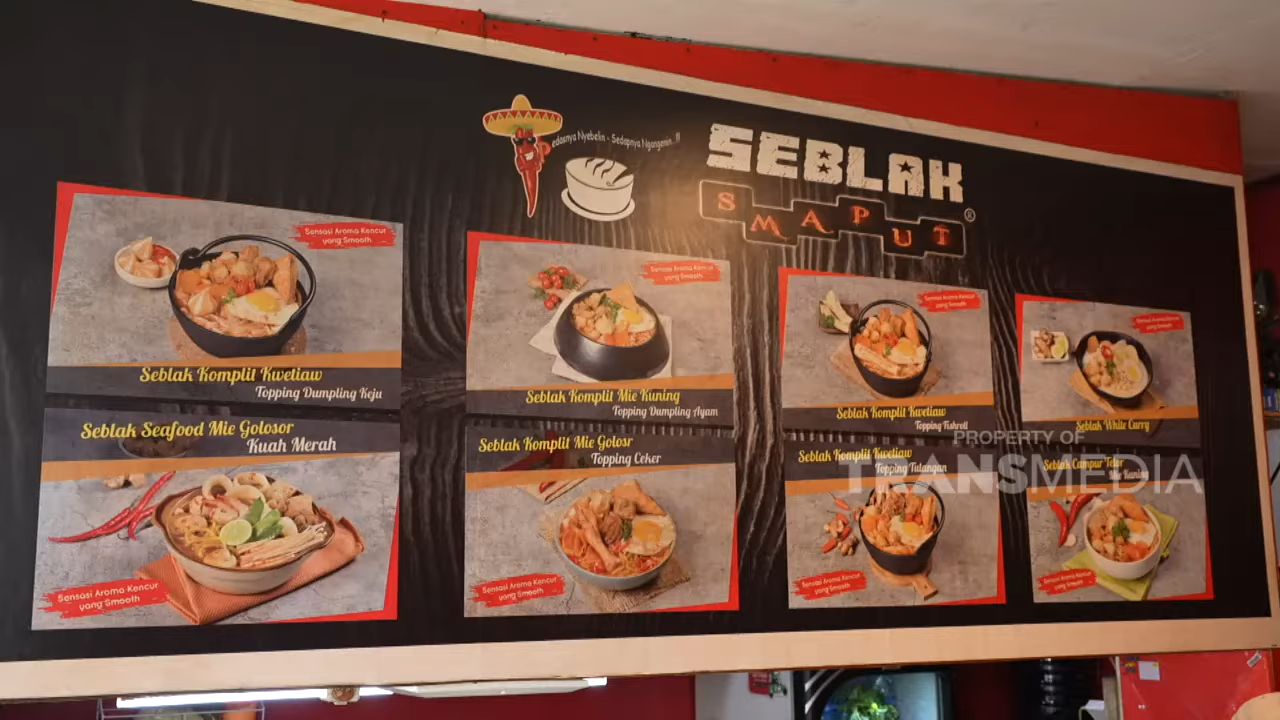 Pedasnya Nyebelin - Sedapnya Ngangenin..!!
SEBLAK
SMAPUT
®
Sensasi Aroma Kencur
yang Smooth
Seblak Komplit Kwetiaw
Topping Dumpling Keju
Sensasi Aroma Kencur
yang Smooth
Seblak Komplit Mie Kuning
Topping Dumpling Ayam
Sensasi Aroma Kencur
yang Smooth
Seblak Komplit Kwetiaw
Topping Fishroll
Sensasi Aroma Kencur
yang Smooth
Seblak White Curry
Seblak Seafood Mie Golosor
Kuah Merah
Sensasi Aroma Kencur
yang Smooth
Seblak Komplit Mie Golosr
Topping Ceker
Sensasi Aroma Kencur
yang Smooth
Seblak Komplit Kwetiaw
Topping Tulangan
Sensasi Aroma Kencur
yang Smooth
Seblak Campur Telur
Mie Kuning
Sensasi Aroma Kencur
yang Smooth
PROPERTY OF
TRANSMEDIA